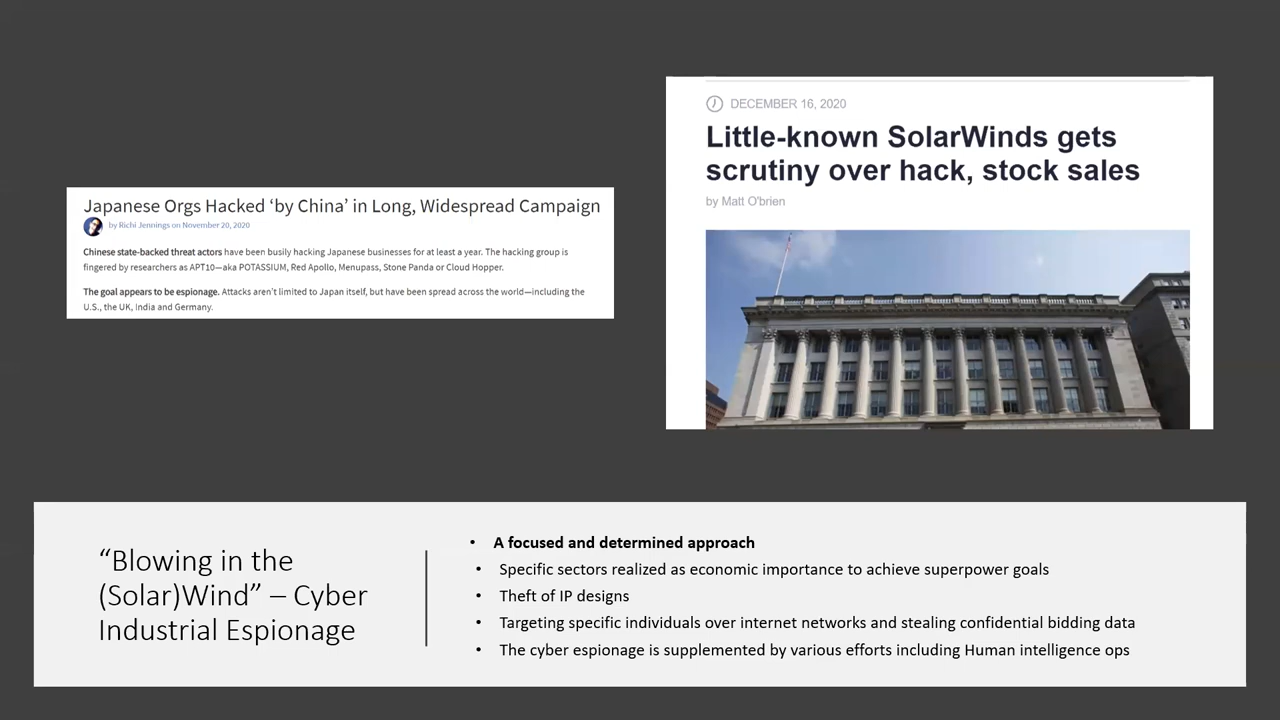 Japanese Orgs Hacked ‘by China’ in Long, Widespread Campaign
by Richi Jennings on November 20, 2020
Chinese state-backed threat actors have been busily hacking Japanese businesses for at least a year. The hacking group is
fingered by researchers as APT10—aka POTASSIUM, Red Apollo, Menupass, Stone Panda or Cloud Hopper.
The goal appears to be espionage. Attacks aren’t limited to Japan itself, but have been spread across the world—including the
U.S., the UK, India and Germany.
DECEMBER 16, 2020
Little-known SolarWinds gets
scrutiny over hack, stock sales
by Matt O'brien
“Blowing in the
(Solar)Wind” – Cyber
Industrial Espionage
• A focused and determined approach
• Specific sectors realized as economic importance to achieve superpower goals
• Theft of IP designs
• Targeting specific individuals over internet networks and stealing confidential bidding data
• The cyber espionage is supplemented by various efforts including Human intelligence ops